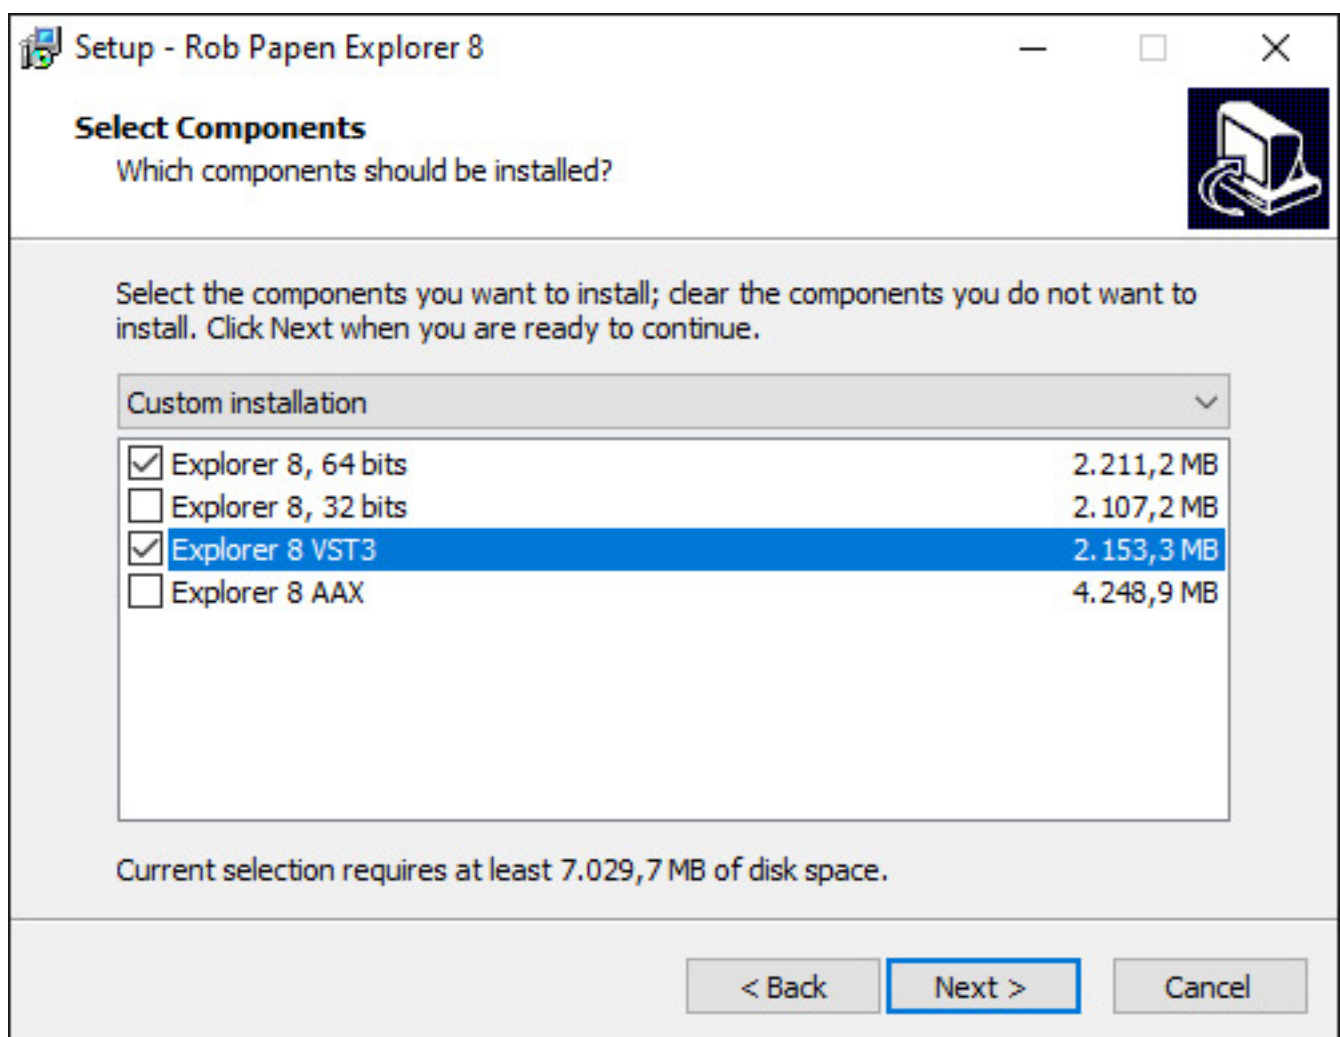 Setup - Rob Papen Explorer 8
Select Components
Which components should be installed?
Select the components you want to install; clear the components you do not want to
install. Click Next when you are ready to continue.
Custom installation
Explorer 8, 64 bits 2.211,2 MB
Explorer 8, 32 bits 2.107,2 MB
Explorer 8 VST3 2.153,3 MB
Explorer 8 AAX 4.248,9 MB
Current selection requires at least 7.029,7 MB of disk space.
< Back Next > Cancel